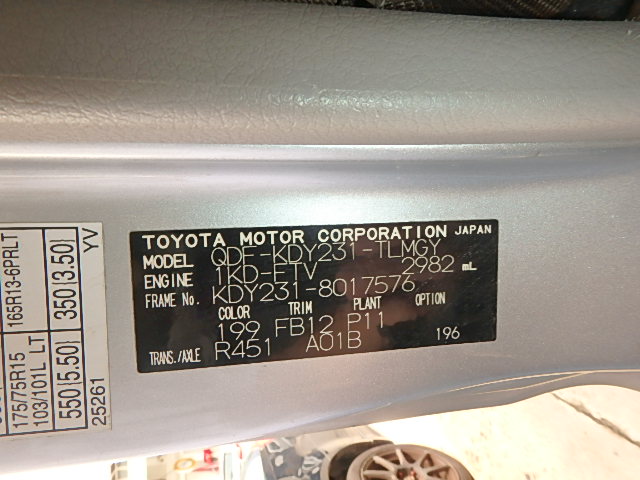 TOYOTA MOTOR CORPORATION JAPAN
MODEL QDF-KDY231-TLMGY
ENGINE 1KD-FTV 2982 mL
FRAME No. KDY231-8017576
COLOR TRIM PLANT OPTION
199 FB12 P11
TRANS./AXLE R451 A01B 196
165R13-6PRLT
350(3.50)
YV
175/75R15
103/101L LT
550(5.50)
25261